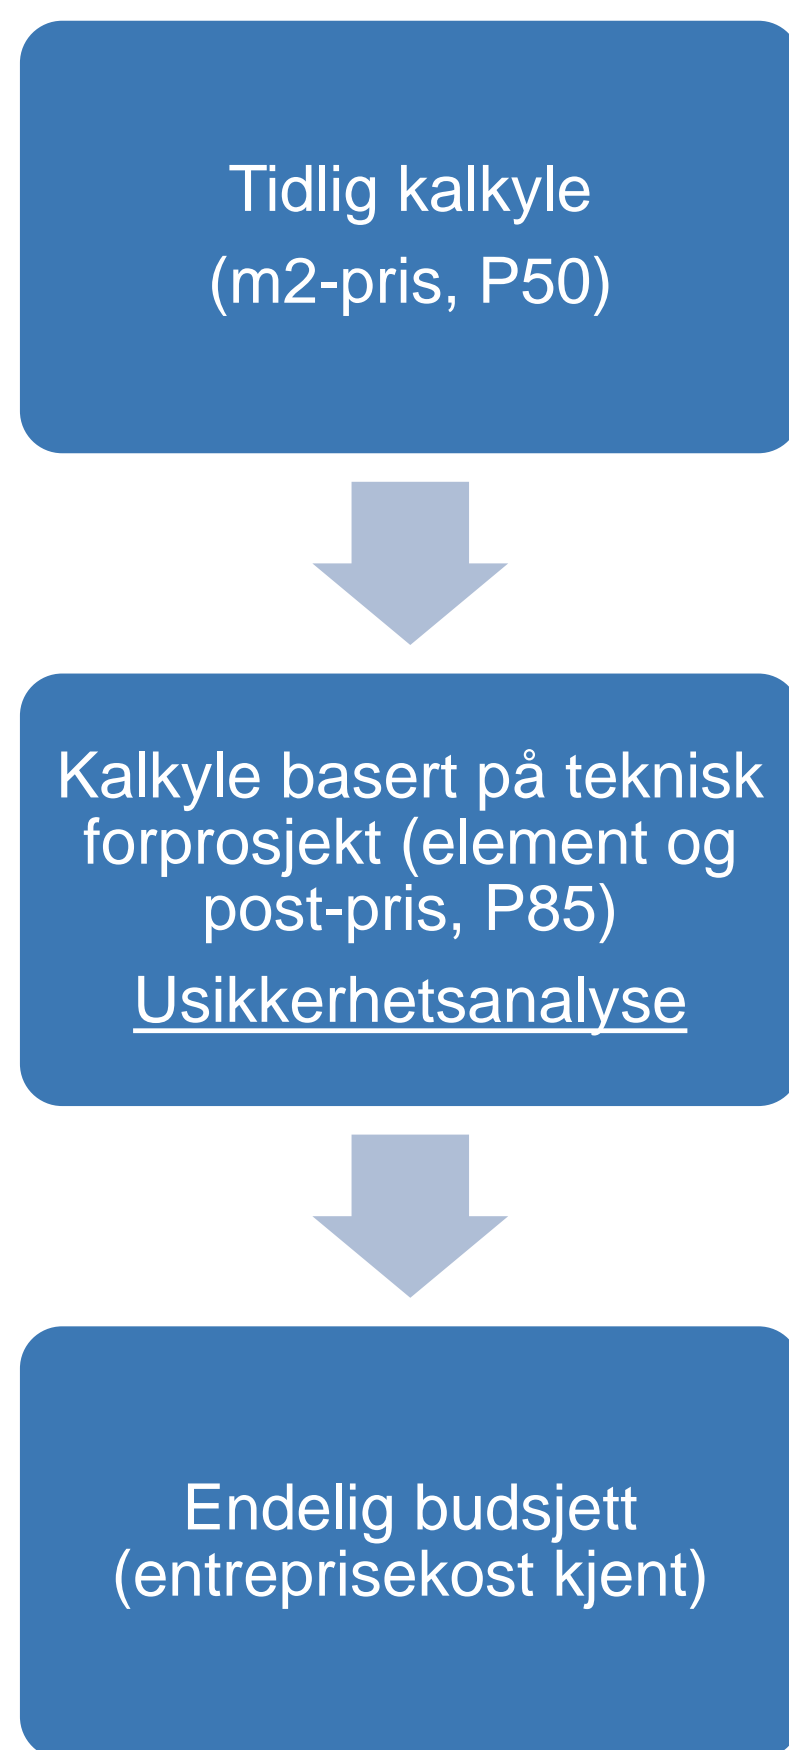 Tidlig kalkyle
(m2-pris, P50)
Kalkyle basert på teknisk
forprosjekt (element og
post-pris, P85)
Usikkerhetsanalyse
Endelig budsjett
(entreprisekost kjent)